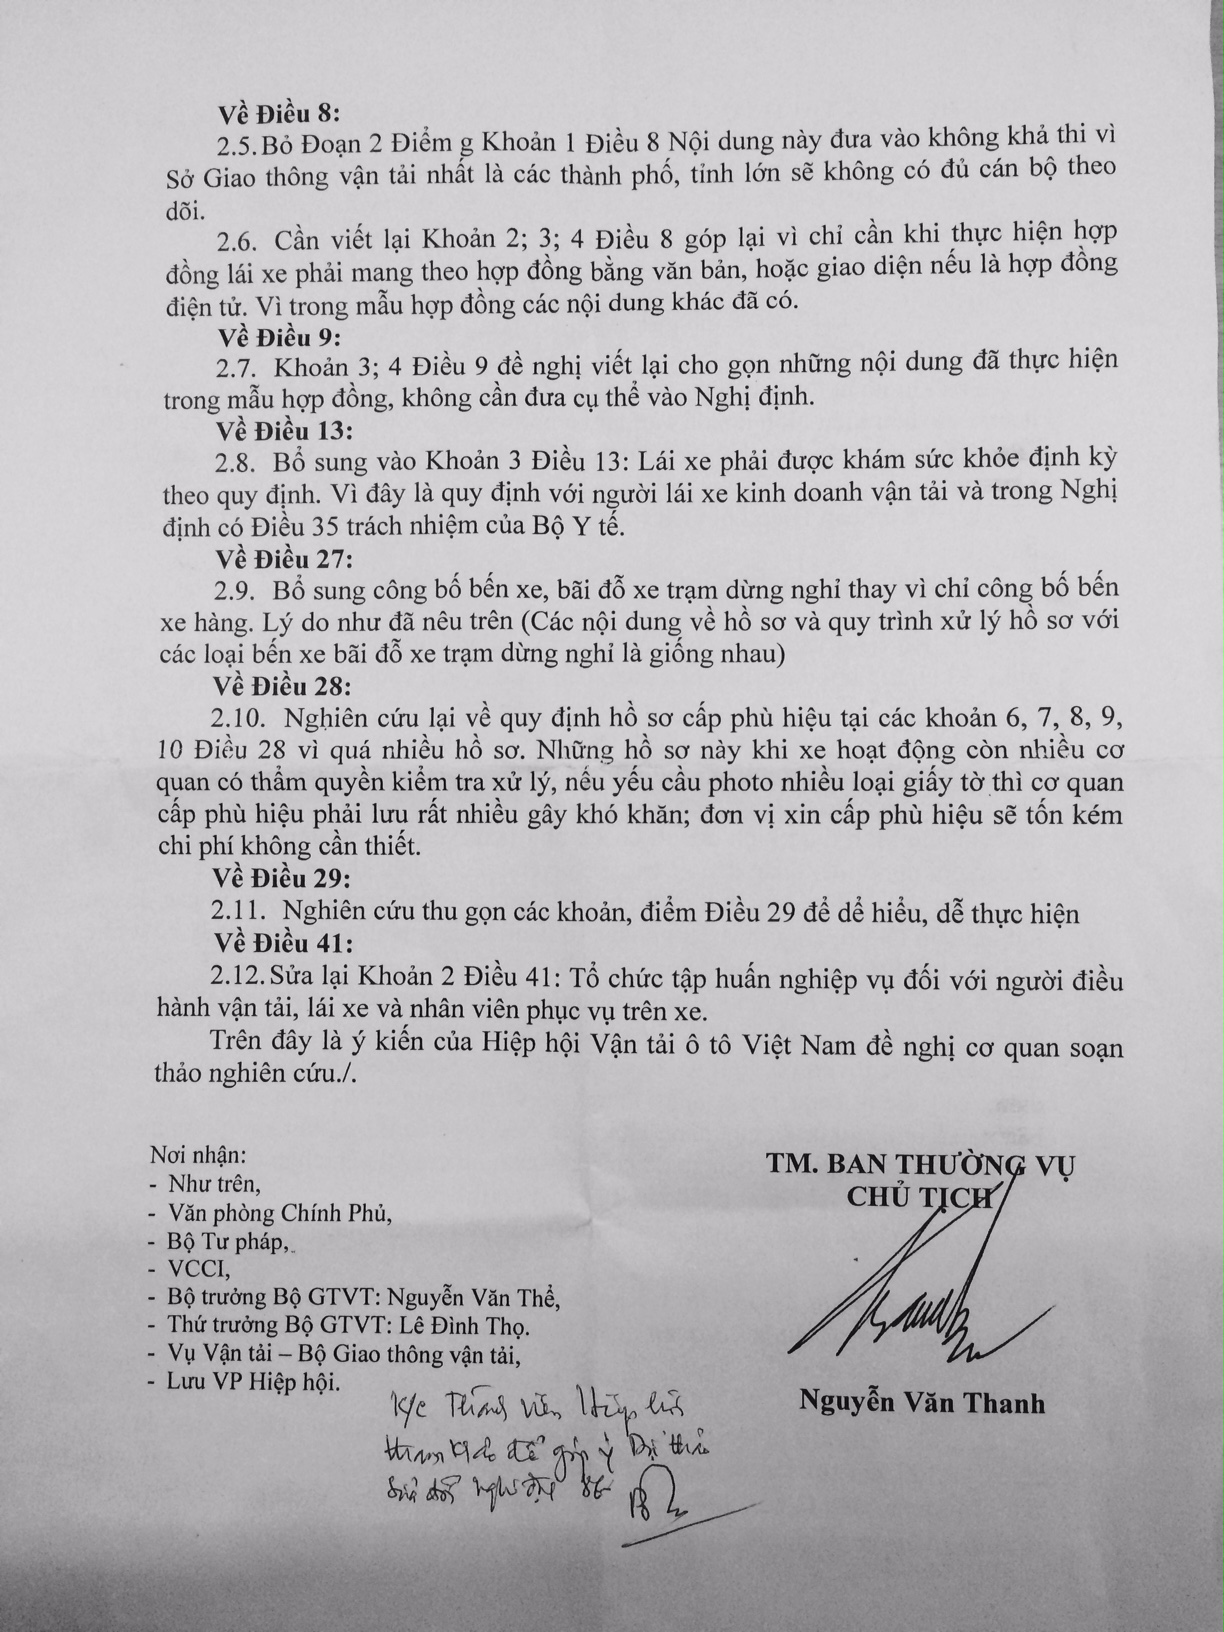 Về Điều 8:
2.5. Bỏ Đoạn 2 Điểm g Khoản 1 Điều 8 Nội dung này đưa vào không khả thi vì
Sở Giao thông vận tải nhất là các thành phố, tỉnh lớn sẽ không có đủ cán bộ theo
dõi.
2.6. Cần viết lại Khoản 2; 3; 4 Điều 8 góp lại vì chỉ cần khi thực hiện hợp
đồng lái xe phải mang theo hợp đồng bằng văn bản, hoặc giao diện nếu là hợp đồng
điện tử. Vì trong mẫu hợp đồng các nội dung khác đã có.
Về Điều 9:
2.7. Khoản 3; 4 Điều 9 đề nghị viết lại cho gọn những nội dung đã thực hiện
trong mẫu hợp đồng, không cần đưa cụ thể vào Nghị định.
Về Điều 13:
2.8. Bổ sung vào Khoản 3 Điều 13: Lái xe phải được khám sức khỏe định kỳ
theo quy định. Vì đây là quy định với người lái xe kinh doanh vận tải và trong Nghị
định có Điều 35 trách nhiệm của Bộ Y tế.
Về Điều 27:
2.9. Bổ sung công bố bến xe, bãi đỗ xe trạm dừng nghỉ thay vì chỉ công bố bến
xe hàng. Lý do như đã nêu trên (Các nội dung về hồ sơ và quy trình xử lý hồ sơ với
các loại bến xe bãi đỗ xe trạm dừng nghỉ là giống nhau)
Về Điều 28:
2.10. Nghiên cứu lại về quy định hồ sơ cấp phù hiệu tại các khoản 6, 7, 8, 9,
10 Điều 28 vì quá nhiều hồ sơ. Những hồ sơ này khi xe hoạt động còn nhiều cơ
quan có thẩm quyền kiểm tra xử lý, nếu yêu cầu photo nhiều loại giấy tờ thì cơ quan
cấp phù hiệu phải lưu rất nhiều gây khó khăn; đơn vị xin cấp phù hiệu sẽ tốn kém
chi phí không cần thiết.
Về Điều 29:
2.11. Nghiên cứu thu gọn các khoản, điểm Điều 29 để dể hiểu, dễ thực hiện
Về Điều 41:
2.12. Sửa lại Khoản 2 Điều 41: Tổ chức tập huấn nghiệp vụ đối với người điều
hành vận tải, lái xe và nhân viên phục vụ trên xe.
Trên đây là ý kiến của Hiệp hội Vận tải ô tô Việt Nam đề nghị cơ quan soạn
thảo nghiên cứu./.
Nơi nhận:
- Như trên,
- Văn phòng Chính Phủ,
- Bộ Tư pháp,
- VCCI,
- Bộ trưởng Bộ GTVT: Nguyễn Văn Thể,
- Thứ trưởng Bộ GTVT: Lê Đình Thọ.
- Vụ Vận tải – Bộ Giao thông vận tải,
- Lưu VP Hiệp hội.
TM. BAN THƯỜNG VỤ
CHỦ TỊCH
Nguyễn Văn Thanh
K/c Thành viên Hiệp hội
tham khảo để góp ý Dự thảo
sửa đổi nghị định 86